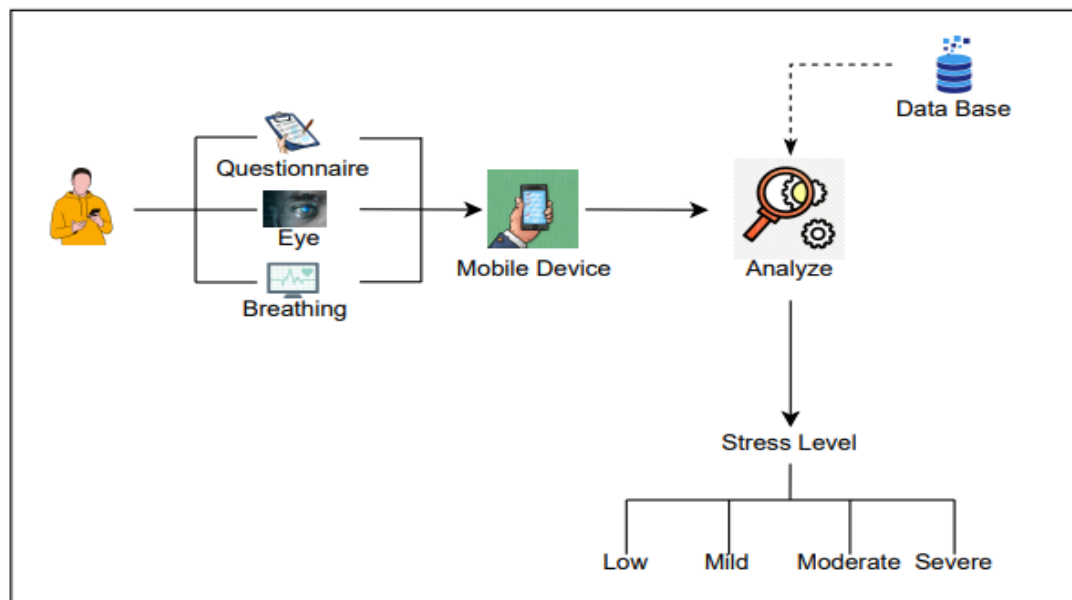 Data Base
Questionnaire
Eye
Breathing
Mobile Device
Analyze
Stress Level
Low
Mild
Moderate
Severe